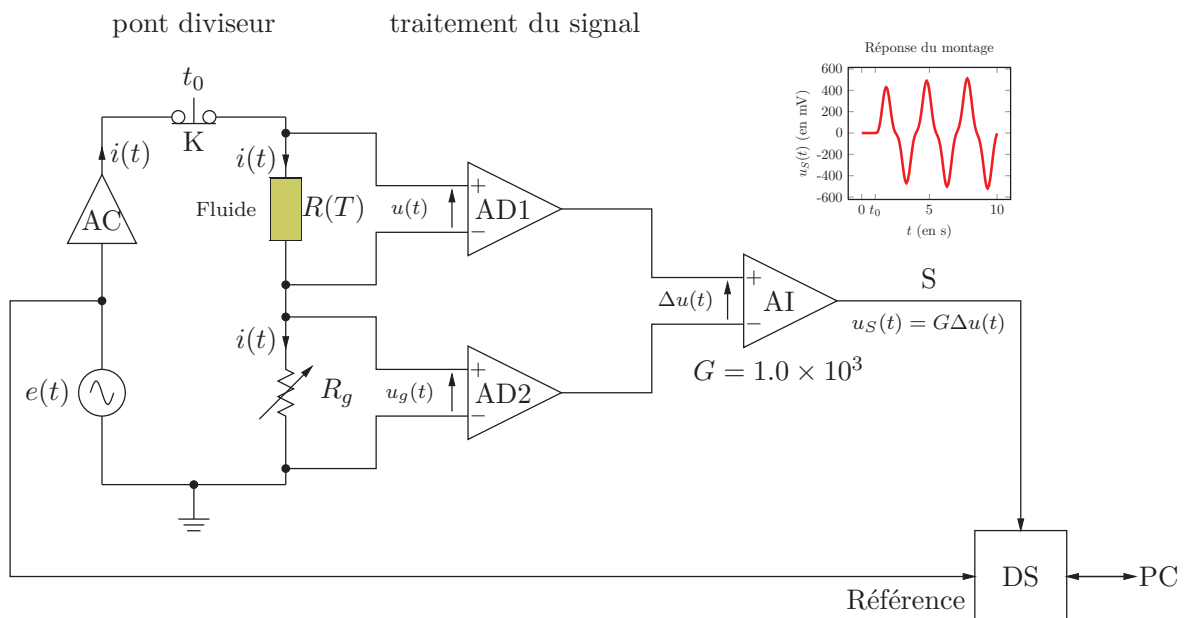 pont diviseur
traitement du signal
Réponse du montage
600
400
200
0
-200
-400
-600
u_S(t) (en mV)
0 t_0 5 10
t (en s)
t_0
K
i(t)
i(t)
AC
Fluide
R(T)
u(t)
+
AD1
−
Δu(t)
+
AI
−
S
u_S(t) = GΔu(t)
G = 1.0 × 10^3
i(t)
e(t)
R_g
u_g(t)
+
AD2
−
DS
PC
Référence